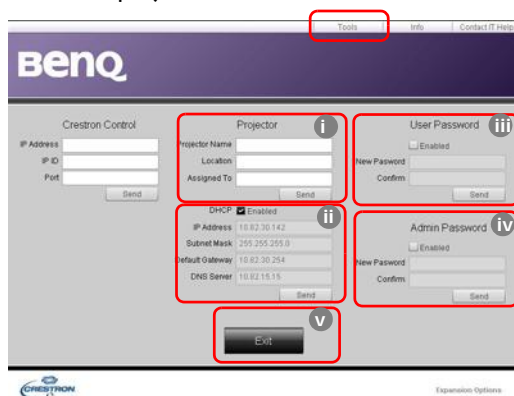 Tools Info Contact IT Help
BenQ
Crestron Control
IP Address
IP ID
Port
Send
Projector i
Projector Name
Location
Assigned To
Send
ii
DHCP Enabled
IP Address 10.82.30.142
Subnet Mask 255.255.255.0
Default Gateway 10.82.30.254
DNS Server 10.82.15.15
Send
User Password iii
Enabled
New Pasword
Confirm
Send
iv
Admin Password
Enabled
New Pasword
Confirm
Send
v
Exit
CRESTRON
Expansion Options